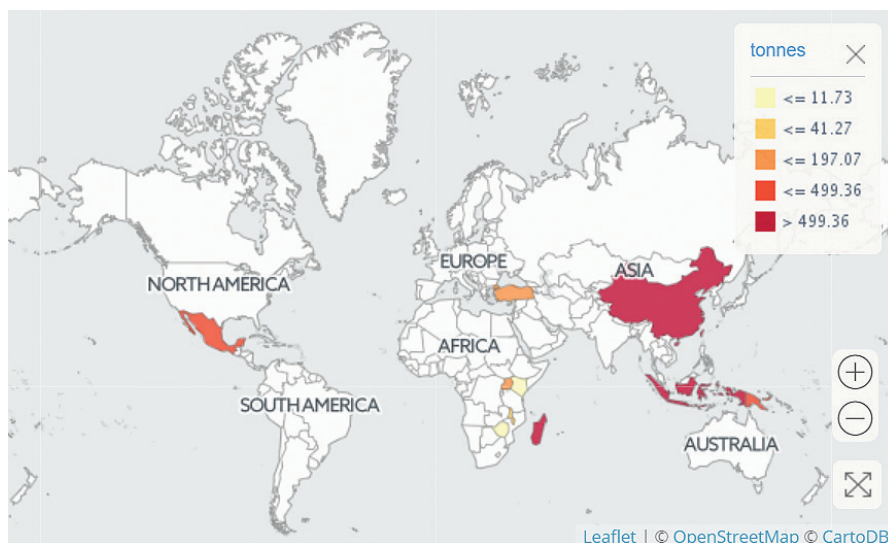 tonnes
<= 11.73
<= 41.27
<= 197.07
<= 499.36
> 499.36
EUROPE
ASIA
NORTH AMERICA
AFRICA
SOUTH AMERICA
AUSTRALIA
Leaflet | © OpenStreetMap © CartoDB